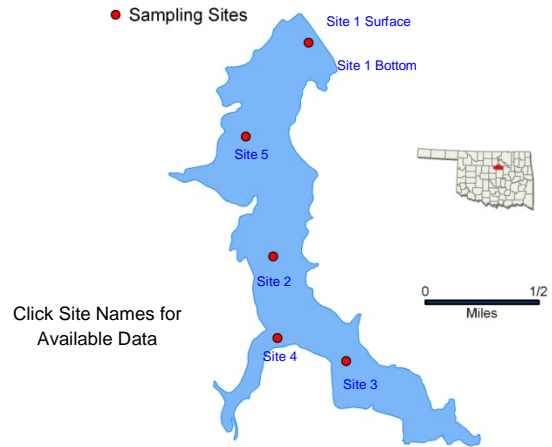 Sampling Sites
Site 1 Surface
Site 1 Bottom
Site 5
Site 2
0 1/2
Miles
Click Site Names for
Available Data
Site 4
Site 3